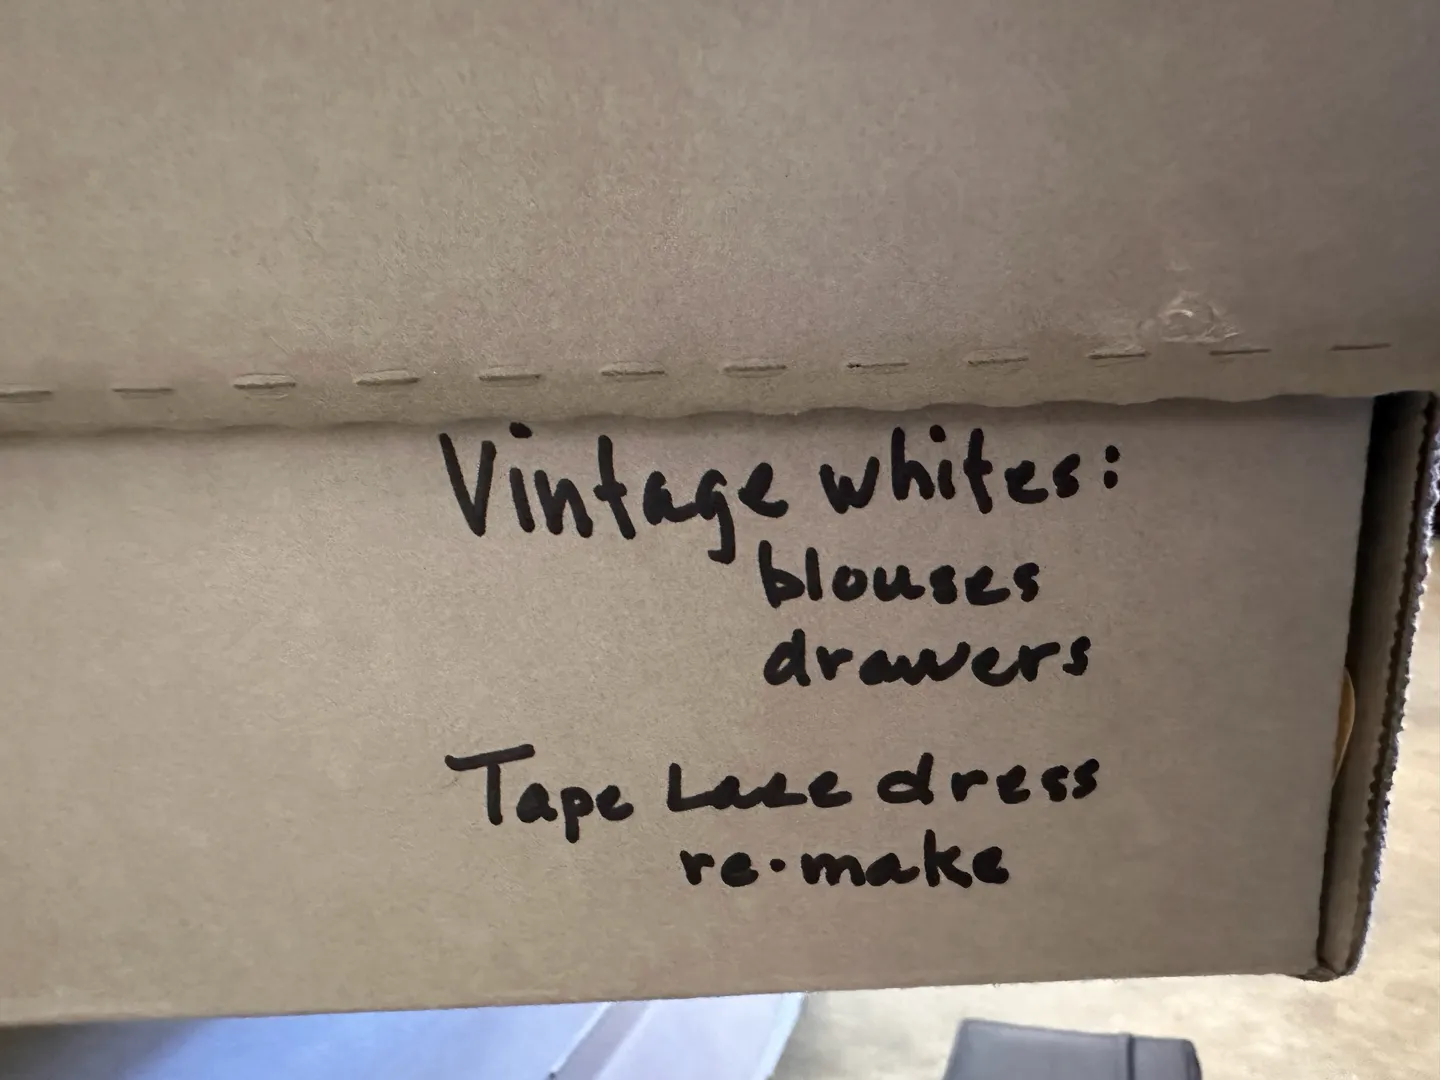 Vintage whites:
blouses
drawers
Tape Lace dress
re-make